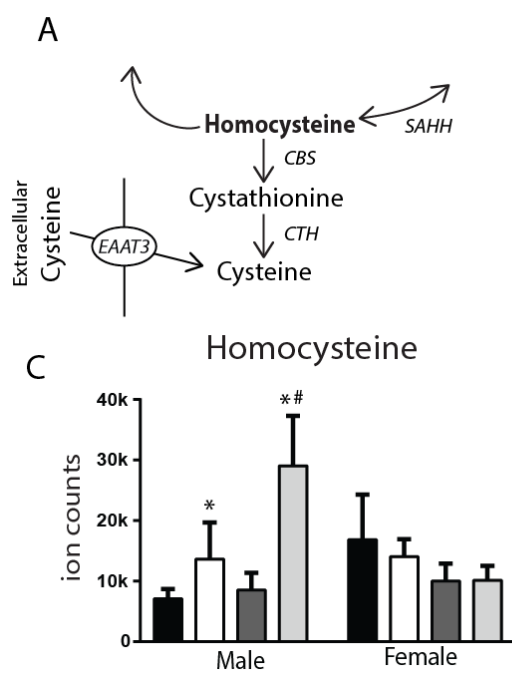 A
Homocysteine
SAHH
CBS
Cystathionine
CTH
Cysteine
Extracellular
Cysteine
EAAT3
Homocysteine
C
ion counts
40k
30k
20k
10k
0
*
*#
Male
Female